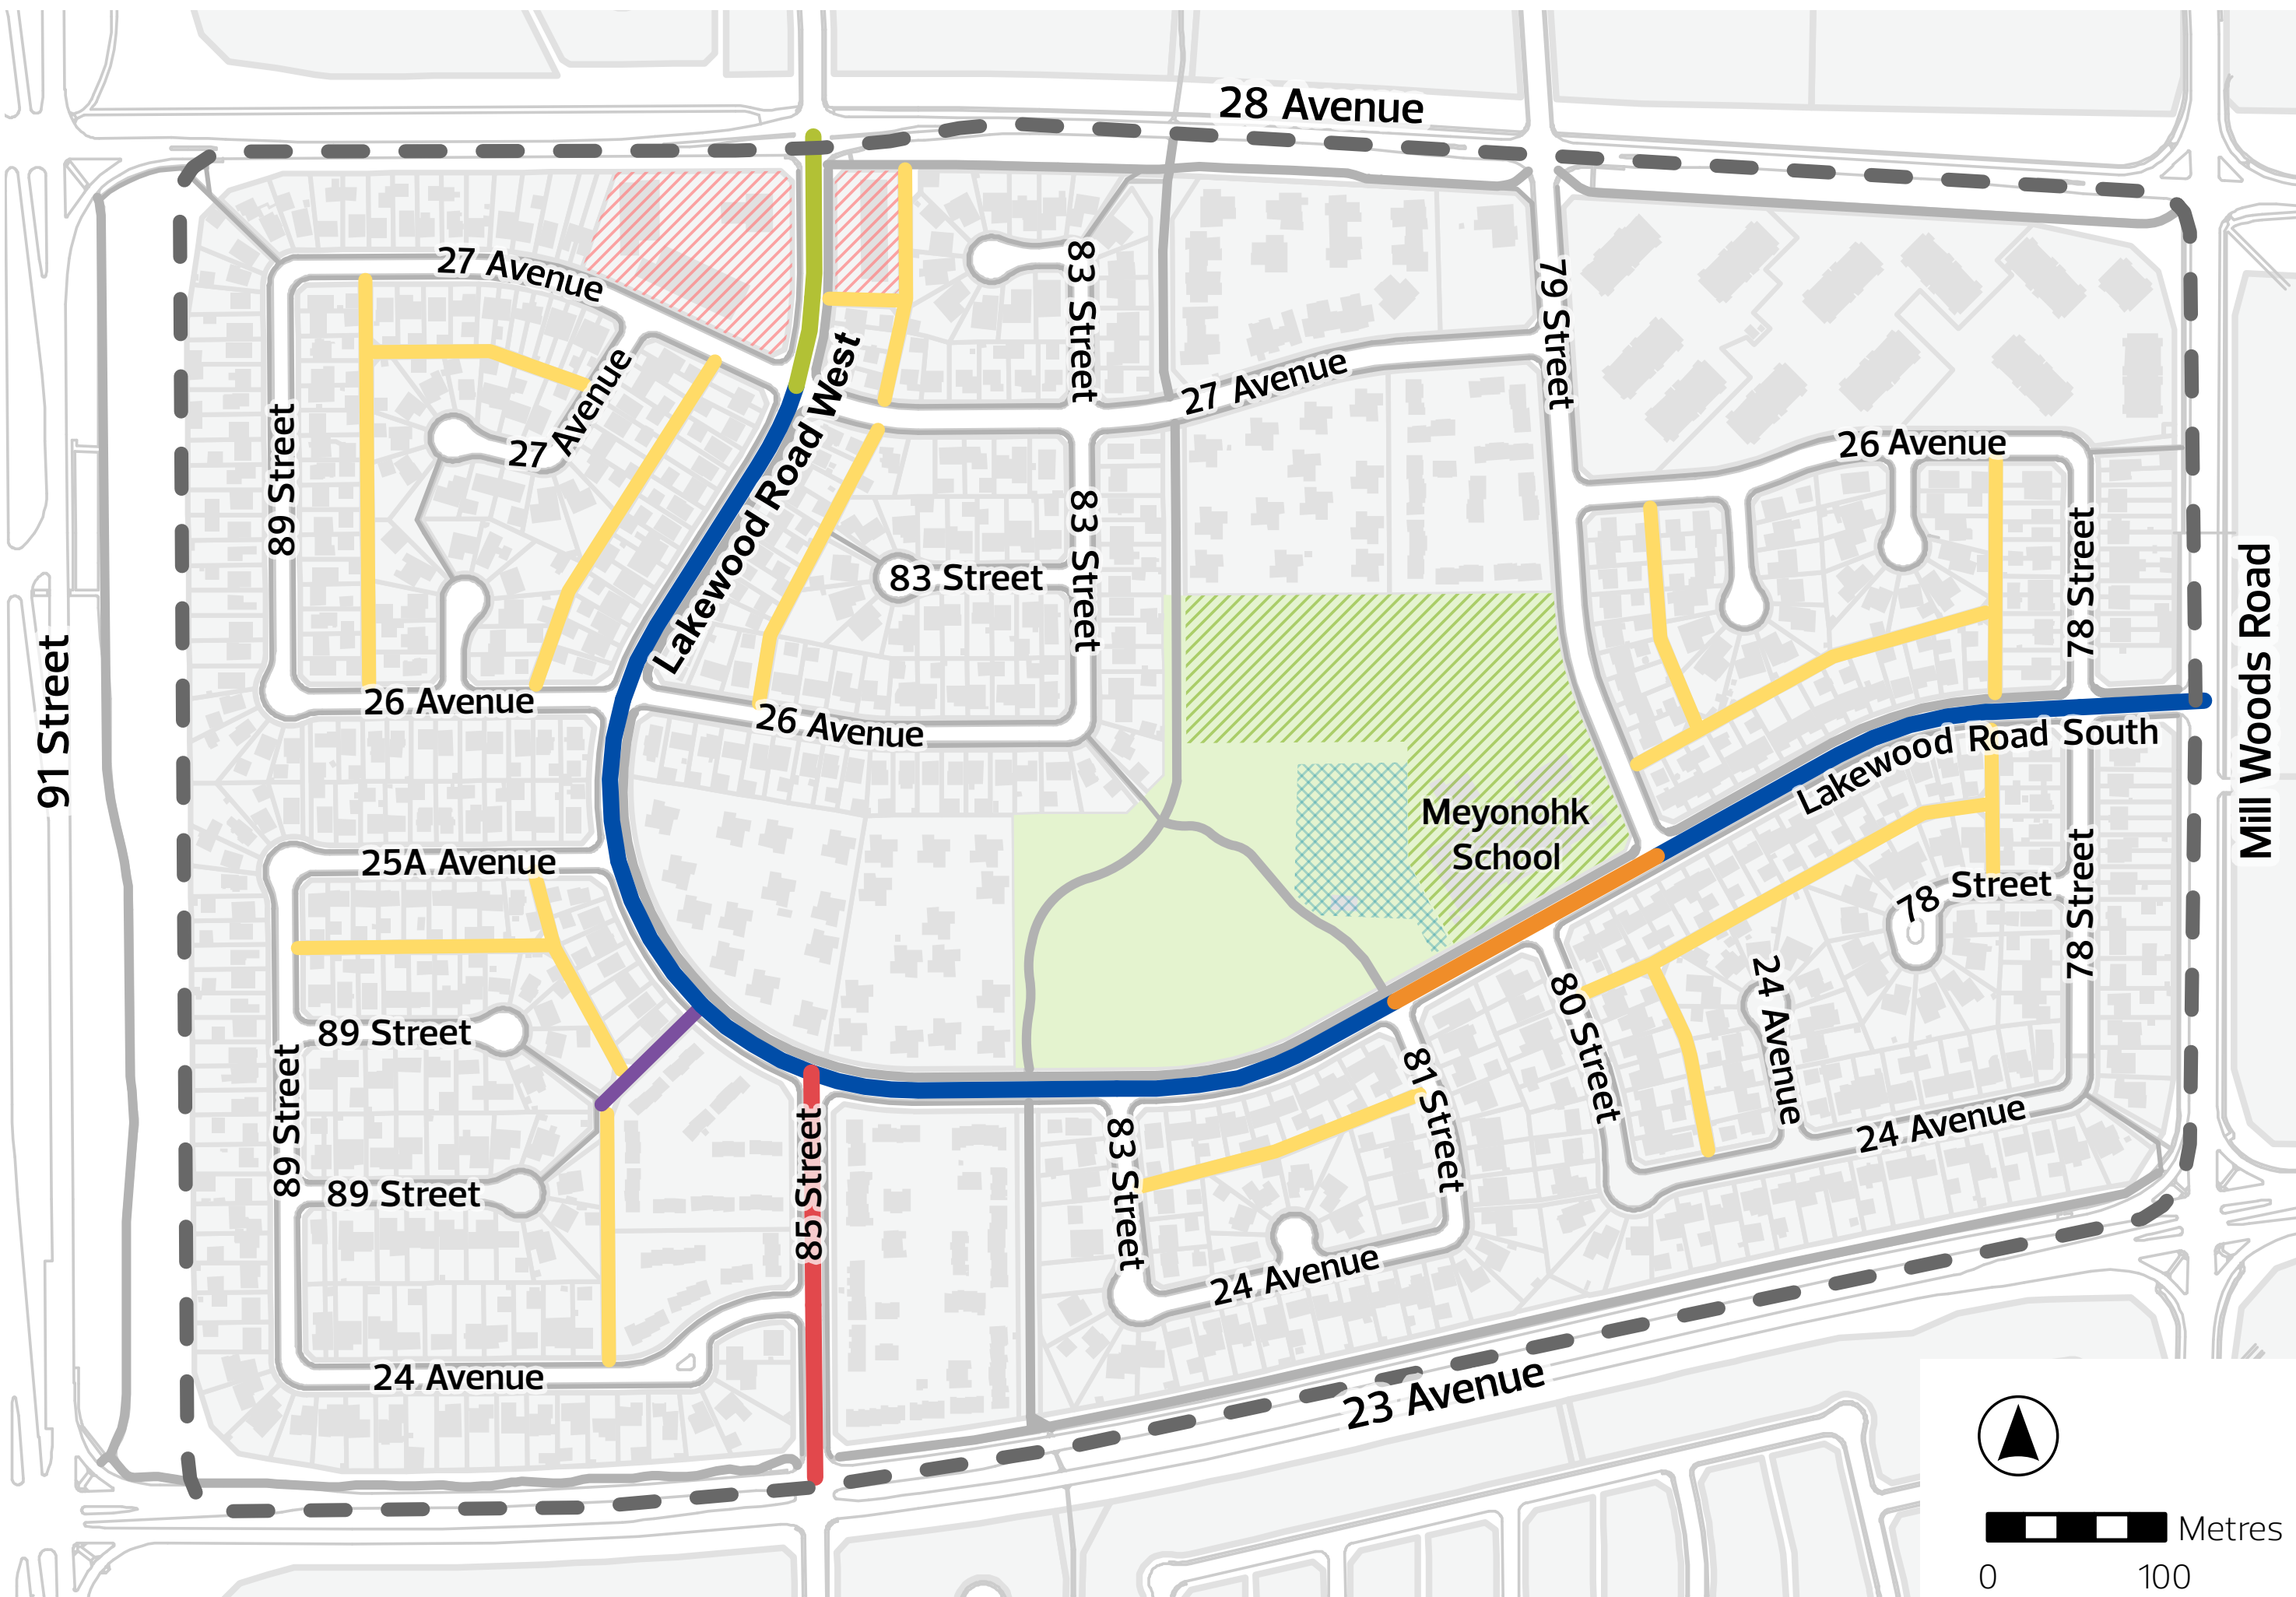 28 Avenue
27 Avenue
83 Street
79 Street
Lakewood Road West
27 Avenue
27 Avenue
89 Street
26 Avenue
83 Street
83 Street
78 Street
91 Street
26 Avenue
26 Avenue
Lakewood Road South
Mill Woods Road
Meyonohk
School
25A Avenue
78 Street
78 Street
89 Street
80 Street
24 Avenue
89 Street
81 Street
85 Street
83 Street
24 Avenue
89 Street
24 Avenue
24 Avenue
23 Avenue
Metres
0 100